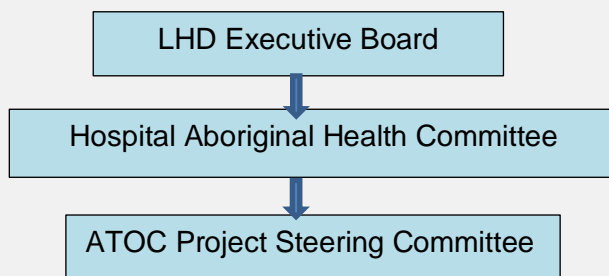 LHD Executive Board
Hospital Aboriginal Health Committee
ATOC Project Steering Committee